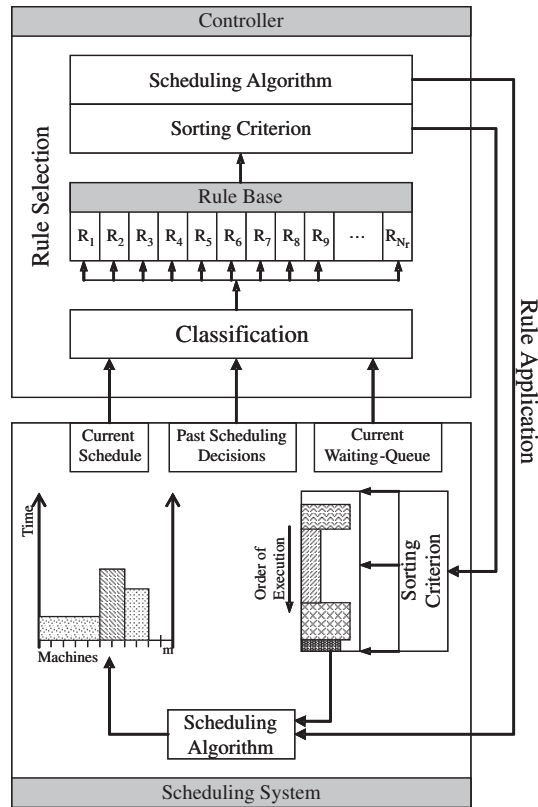 Controller
Scheduling Algorithm
Sorting Criterion
Rule Selection
Rule Base
R1 R2 R3 R4 R5 R6 R7 R8 R9 ... RNr
Classification
Rule Application
Current
Schedule
Past Scheduling
Decisions
Current
Waiting-Queue
Time
Machines
m
Order of
Execution
Sorting
Criterion
Scheduling
Algorithm
Scheduling System